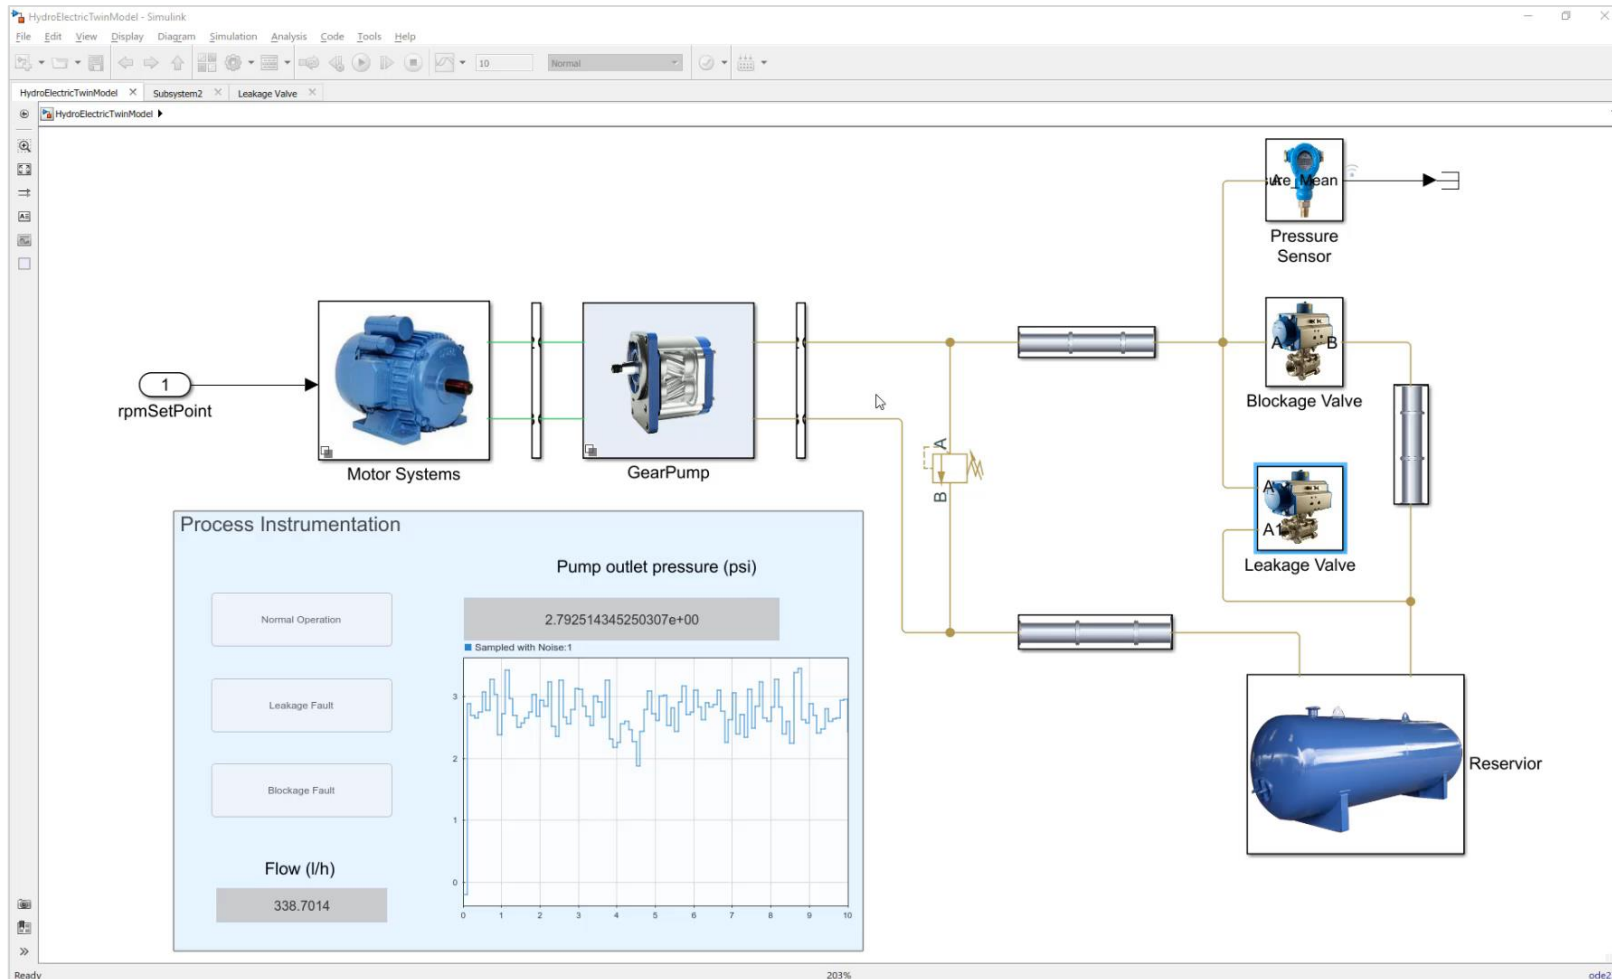 HydroElectricTwinModel - Simulink
File Edit View Display Diagram Simulation Analysis Code Tools Help
10 Normal
HydroElectricTwinModel Subsystem2 Leakage Valve
HydroElectricTwinModel
A sure_Mean
Pressure
Sensor
A B
Blockage Valve
1
rpmSetPoint
Motor Systems
GearPump
A
B
A
A1
Leakage Valve
Process Instrumentation
Pump outlet pressure (psi)
Normal Operation
2.792514345250307e+00
Sampled with Noise:1
Leakage Fault
Blockage Fault
3
2
1
0
0 1 2 3 4 5 6 7 8 9 10
Flow (l/h)
338.7014
Reservior
Ready 203% ode2